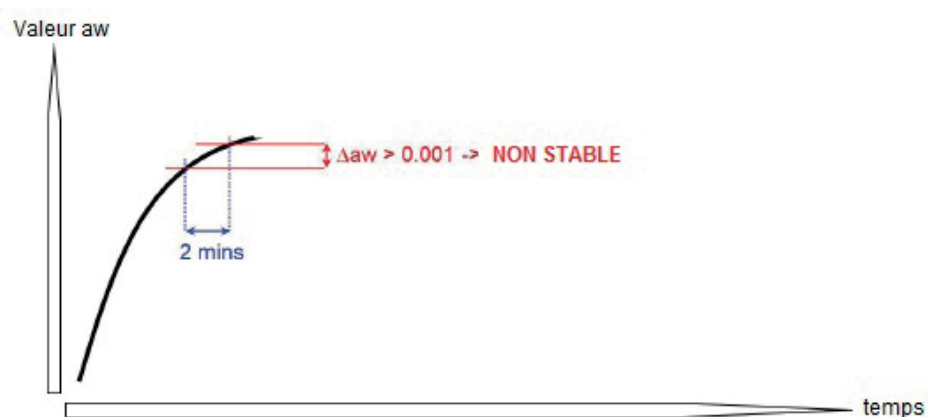 Valeur aw
Δaw > 0.001 -> NON STABLE
2 mins
temps